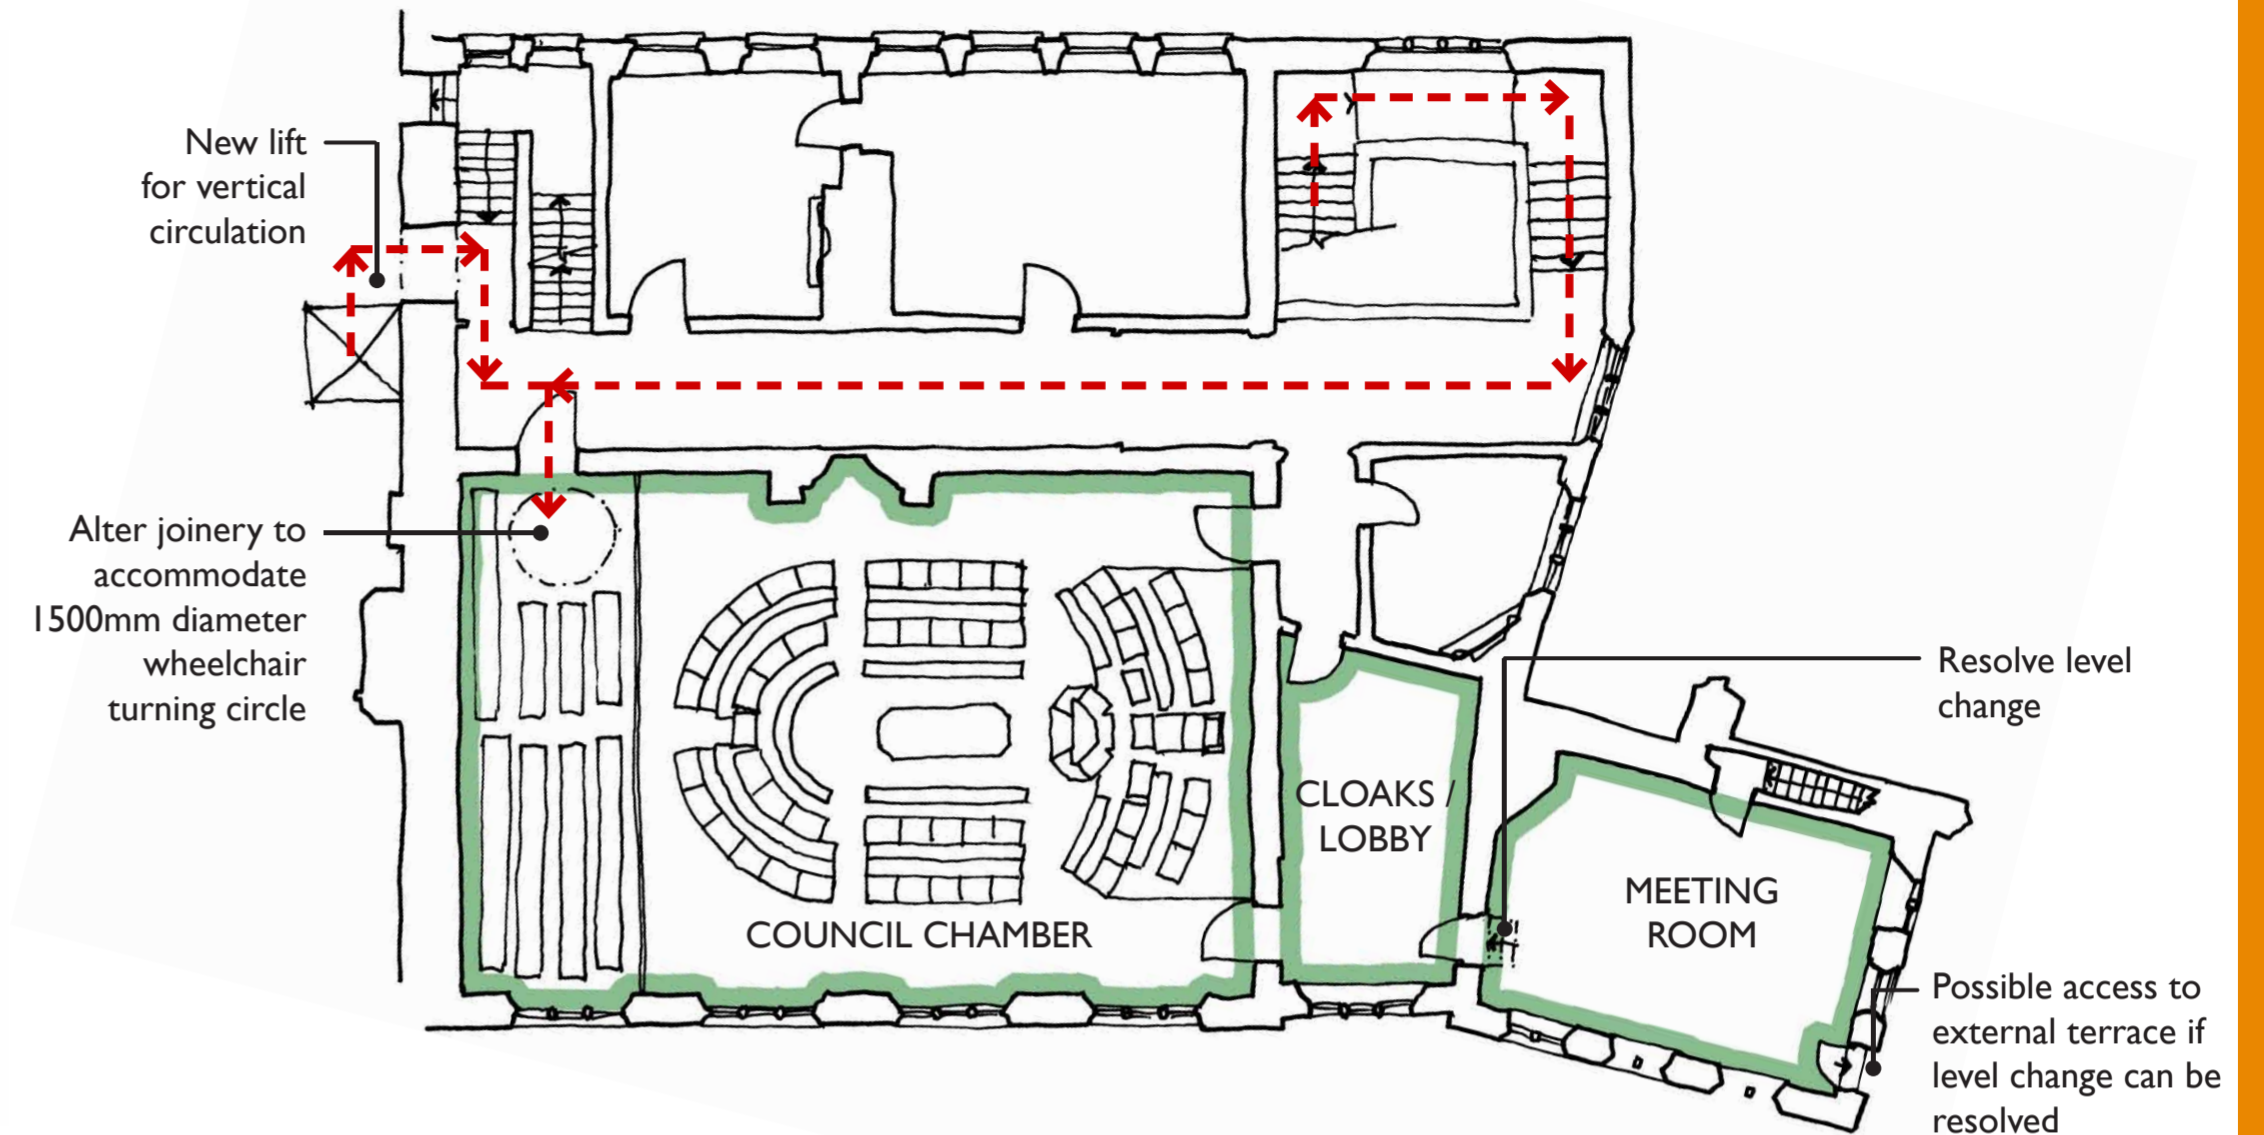 New lift
for vertical
circulation
Alter joinery to
accommodate
1500mm diameter
wheelchair
turning circle
COUNCIL CHAMBER
CLOAKS /
LOBBY
MEETING
ROOM
Resolve level
change
Possible access to
external terrace if
level change can be
resolved